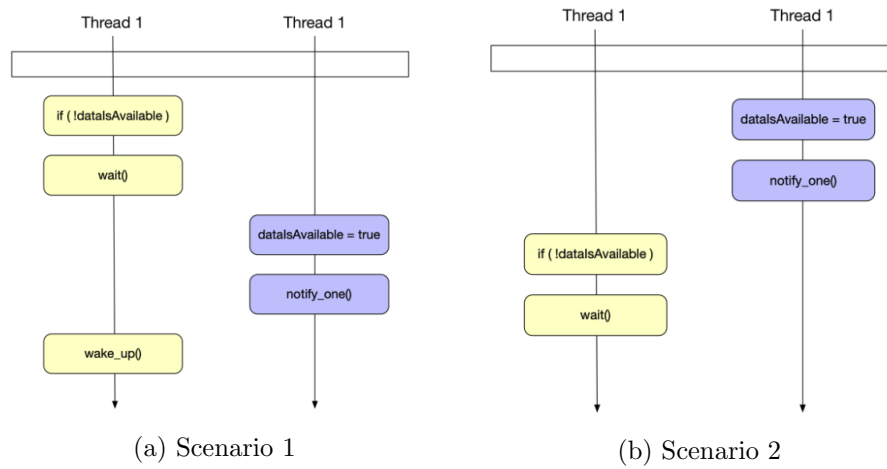 Thread 1
Thread 1
if ( !dataIsAvailable )
wait()
dataIsAvailable = true
notify_one()
wake_up()
(a) Scenario 1
Thread 1
Thread 1
dataIsAvailable = true
notify_one()
if ( !dataIsAvailable )
wait()
(b) Scenario 2